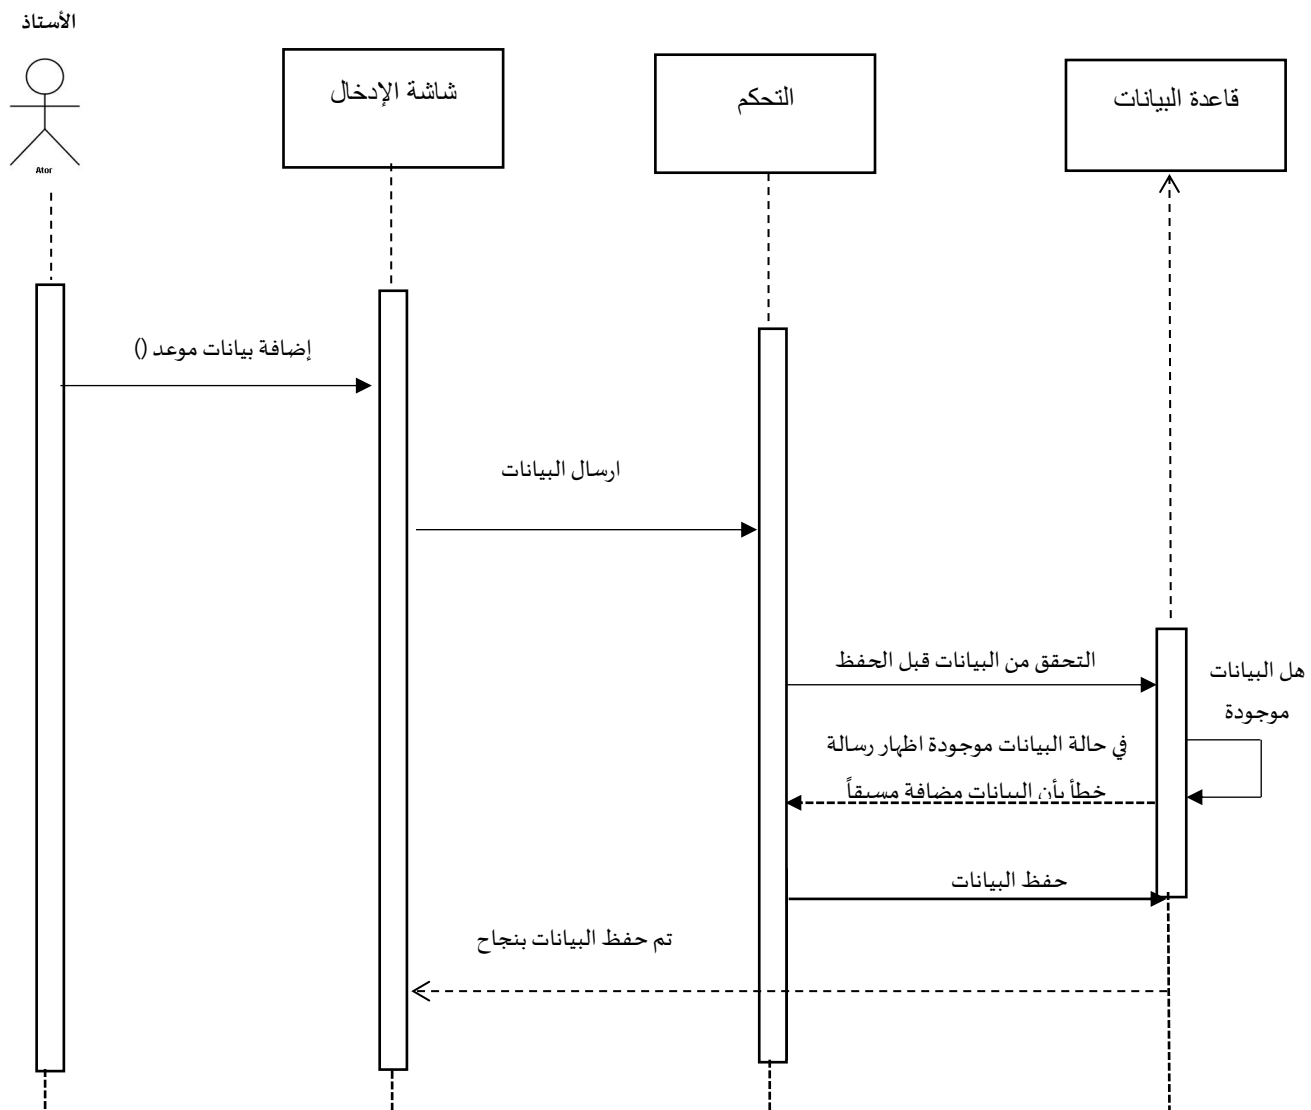 الأستاذ
Ator
شاشة الإدخال
التحكم
قاعدة البيانات
إضافة بيانات موعد ()
ارسال البيانات
التحقق من البيانات قبل الحفظ
هل البيانات
موجودة
في حالة البيانات موجودة اظهار رسالة
خطأ بأن البيانات مضافة مسبقاً
حفظ البيانات
تم حفظ البيانات بنجاح